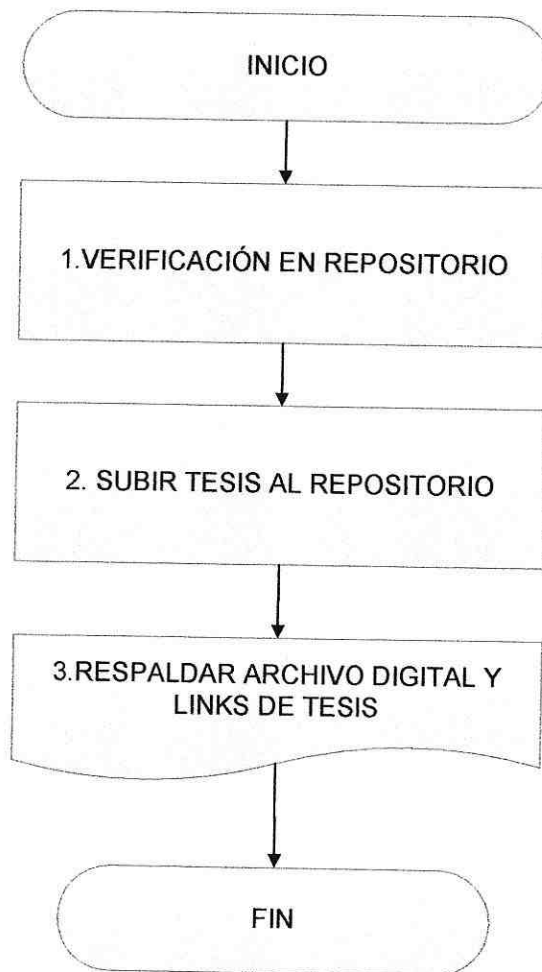 INICIO
1.VERIFICACIÓN EN REPOSITORIO
2. SUBIR TESIS AL REPOSITORIO
3.RESPALDAR ARCHIVO DIGITAL Y
LINKS DE TESIS
FIN